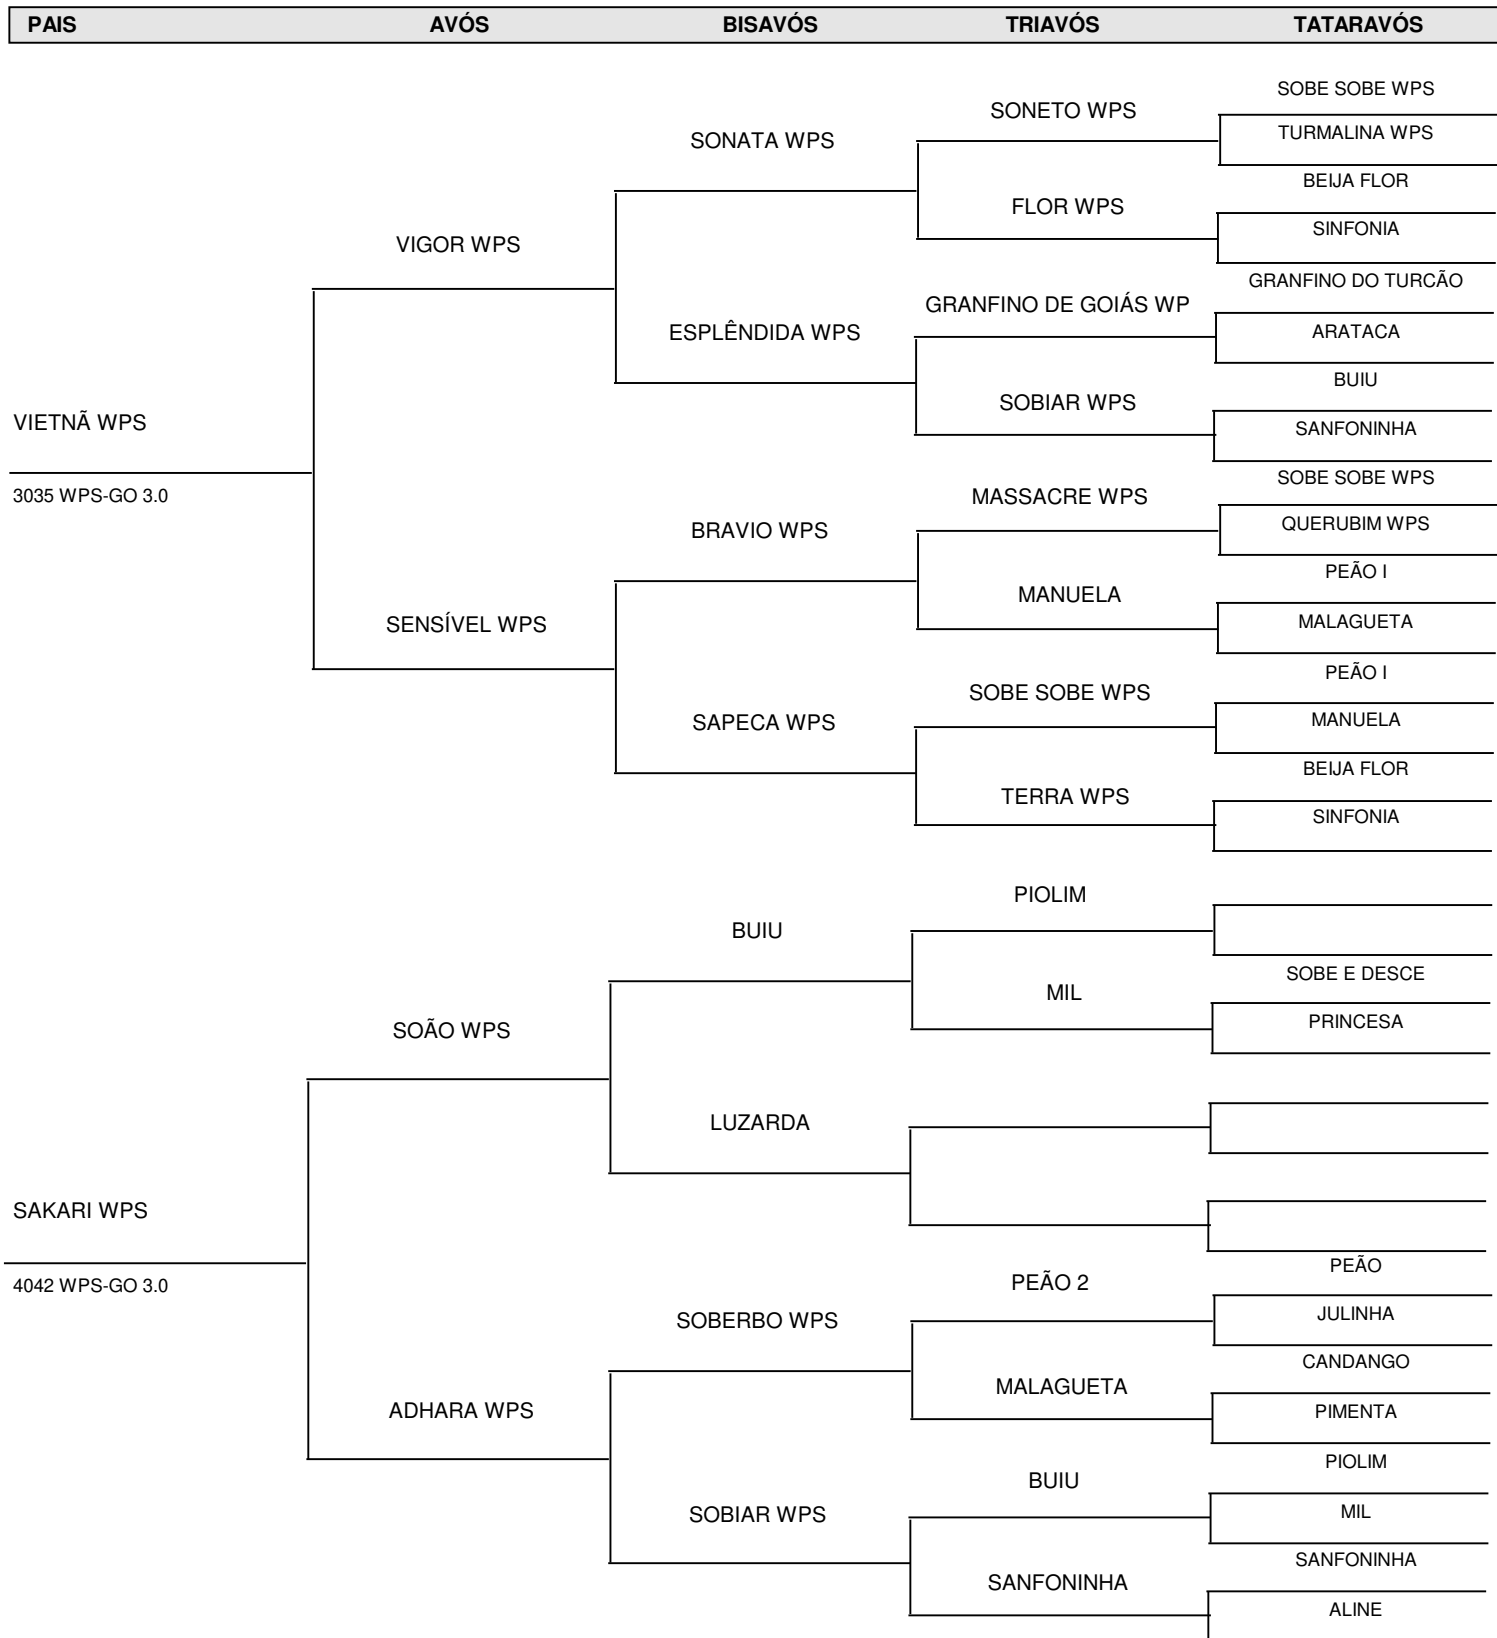 PAIS AVÓS BISAVÓS TRIAVÓS TATARAVÓS
SOBE SOBE WPS
SONETO WPS
TURMALINA WPS
SONATA WPS
BEIJA FLOR
FLOR WPS
SINFONIA
VIGOR WPS
GRANFINO DO TURCÃO
GRANFINO DE GOIÁS WP
ARATACA
ESPLÊNDIDA WPS
BUIU
SOBIAR WPS
VIETNÃ WPS
SANFONINHA
SOBE SOBE WPS
3035 WPS-GO 3.0
MASSACRE WPS
QUERUBIM WPS
BRAVIO WPS
PEÃO I
MANUELA
MALAGUETA
SENSÍVEL WPS
PEÃO I
SOBE SOBE WPS
MANUELA
SAPECA WPS
BEIJA FLOR
TERRA WPS
SINFONIA
PIOLIM
BUIU
SOBE E DESCE
MIL
PRINCESA
SOÃO WPS
LUZARDA
SAKARI WPS
PEÃO
4042 WPS-GO 3.0
PEÃO 2
JULINHA
SOBERBO WPS
CANDANGO
MALAGUETA
ADHARA WPS
PIMENTA
PIOLIM
BUIU
MIL
SOBIAR WPS
SANFONINHA
SANFONINHA
ALINE